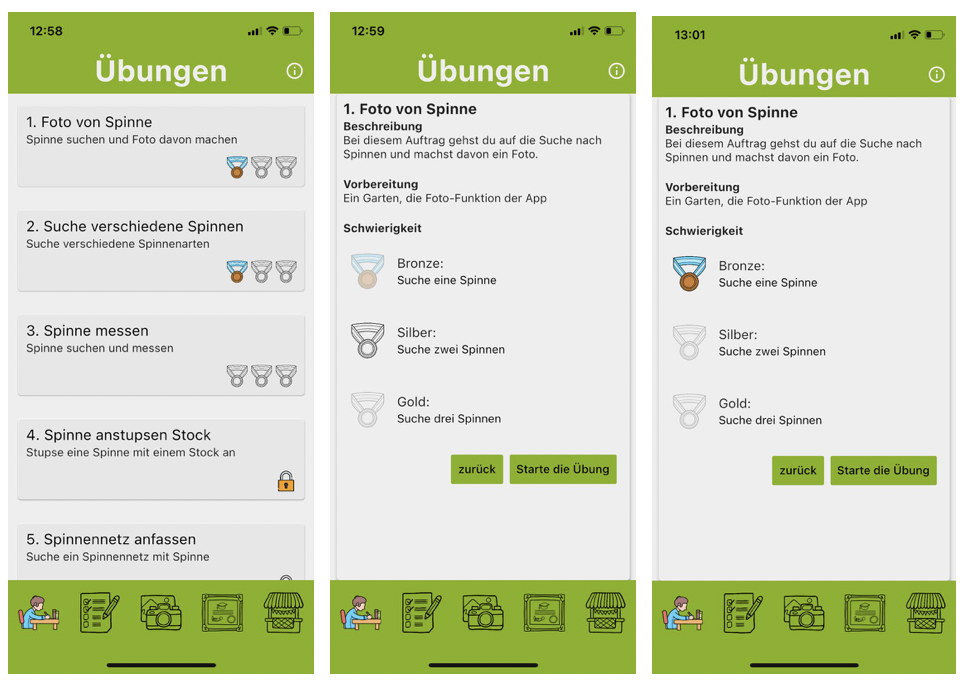 12:58
Übungen
1. Foto von Spinne
Spinne suchen und Foto davon machen
2. Suche verschiedene Spinnen
Suche verschiedene Spinnenarten
3. Spinne messen
Spinne suchen und messen
4. Spinne anstupsen Stock
Stupse eine Spinne mit einem Stock an
5. Spinnennetz anfassen
Suche ein Spinnennetz mit Spinne
12:59
Übungen
1. Foto von Spinne
Beschreibung
Bei diesem Auftrag gehst du auf die Suche nach
Spinnen und machst davon ein Foto.
Vorbereitung
Ein Garten, die Foto-Funktion der App
Schwierigkeit
Bronze:
Suche eine Spinne
Silber:
Suche zwei Spinnen
Gold:
Suche drei Spinnen
zurück
Starte die Übung
13:01
Übungen
1. Foto von Spinne
Beschreibung
Bei diesem Auftrag gehst du auf die Suche nach
Spinnen und machst davon ein Foto.
Vorbereitung
Ein Garten, die Foto-Funktion der App
Schwierigkeit
Bronze:
Suche eine Spinne
Silber:
Suche zwei Spinnen
Gold:
Suche drei Spinnen
zurück
Starte die Übung